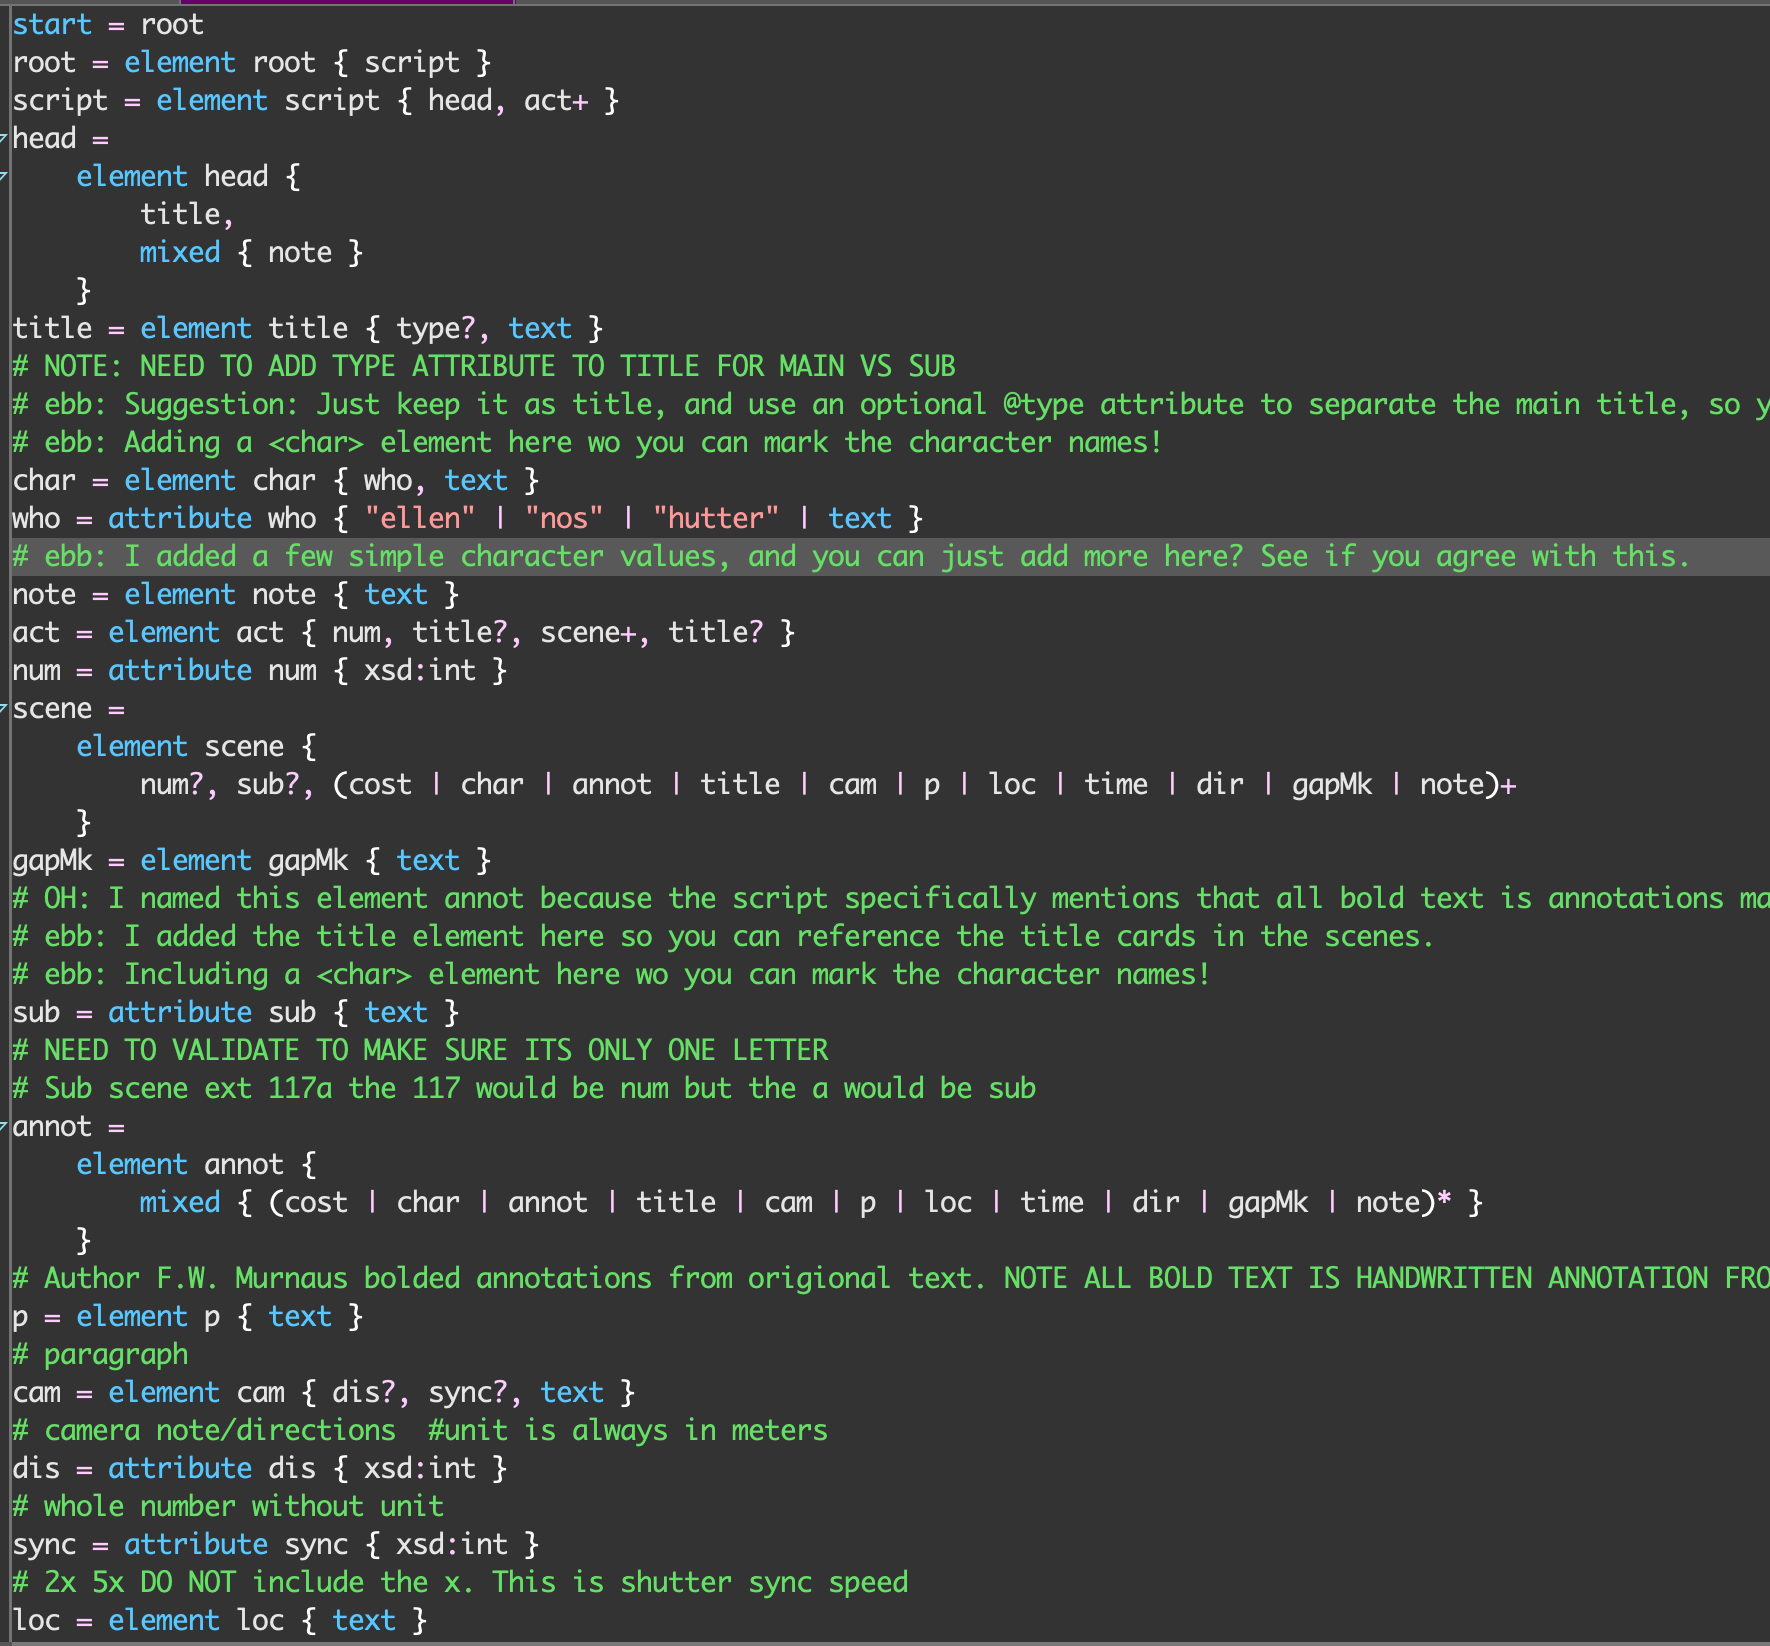 start = root
root = element root { script }
script = element script { head, act+ }
head =
    element head {
        title,
        mixed { note }
    }
title = element title { type?, text }
# NOTE: NEED TO ADD TYPE ATTRIBUTE TO TITLE FOR MAIN VS SUB
# ebb: Suggestion: Just keep it as title, and use an optional @type attribute to separate the main title, so
# ebb: Adding a <char> element here wo you can mark the character names!
char = element char { who, text }
who = attribute who { "ellen" | "nos" | "hutter" | text }
# ebb: I added a few simple character values, and you can just add more here? See if you agree with this.
note = element note { text }
act = element act { num, title?, scene+, title? }
num = attribute num { xsd:int }
scene =
    element scene {
        num?, sub?, (cost | char | annot | title | cam | p | loc | time | dir | gapMk | note)+
    }
gapMk = element gapMk { text }
# OH: I named this element annot because the script specifically mentions that all bold text is annotations
# ebb: I added the title element here so you can reference the title cards in the scenes.
# ebb: Including a <char> element here wo you can mark the character names!
sub = attribute sub { text }
# NEED TO VALIDATE TO MAKE SURE ITS ONLY ONE LETTER
# Sub scene ext 117a the 117 would be num but the a would be sub
annot =
    element annot {
        mixed { (cost | char | annot | title | cam | p | loc | time | dir | gapMk | note)* }
    }
# Author F.W. Murnaus bolded annotations from origional text. NOTE ALL BOLD TEXT IS HANDWRITTEN ANNOTATION
p = element p { text }
# paragraph
cam = element cam { dis?, sync?, text }
# camera note/directions  #unit is always in meters
dis = attribute dis { xsd:int }
# whole number without unit
sync = attribute sync { xsd:int }
# 2x 5x DO NOT include the x. This is shutter sync speed
loc = element loc { text }